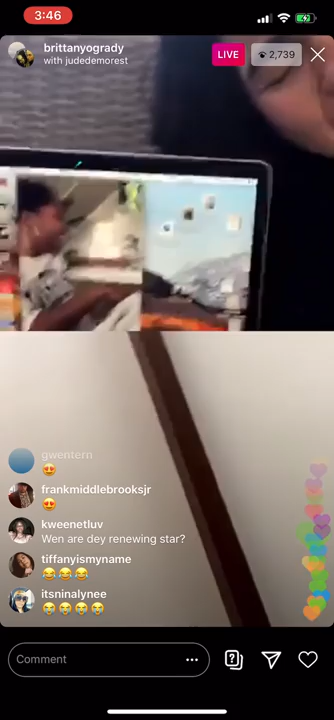 3:46
brittanyogrady
with judedemorest
LIVE
2,739
gwentern
😍
frankmiddlebrooksjr
😍
kweenetluv
Wen are dey renewing star?
tiffanyismyname
😂😂😂
itsninalynee
😭😭😭😭
Comment